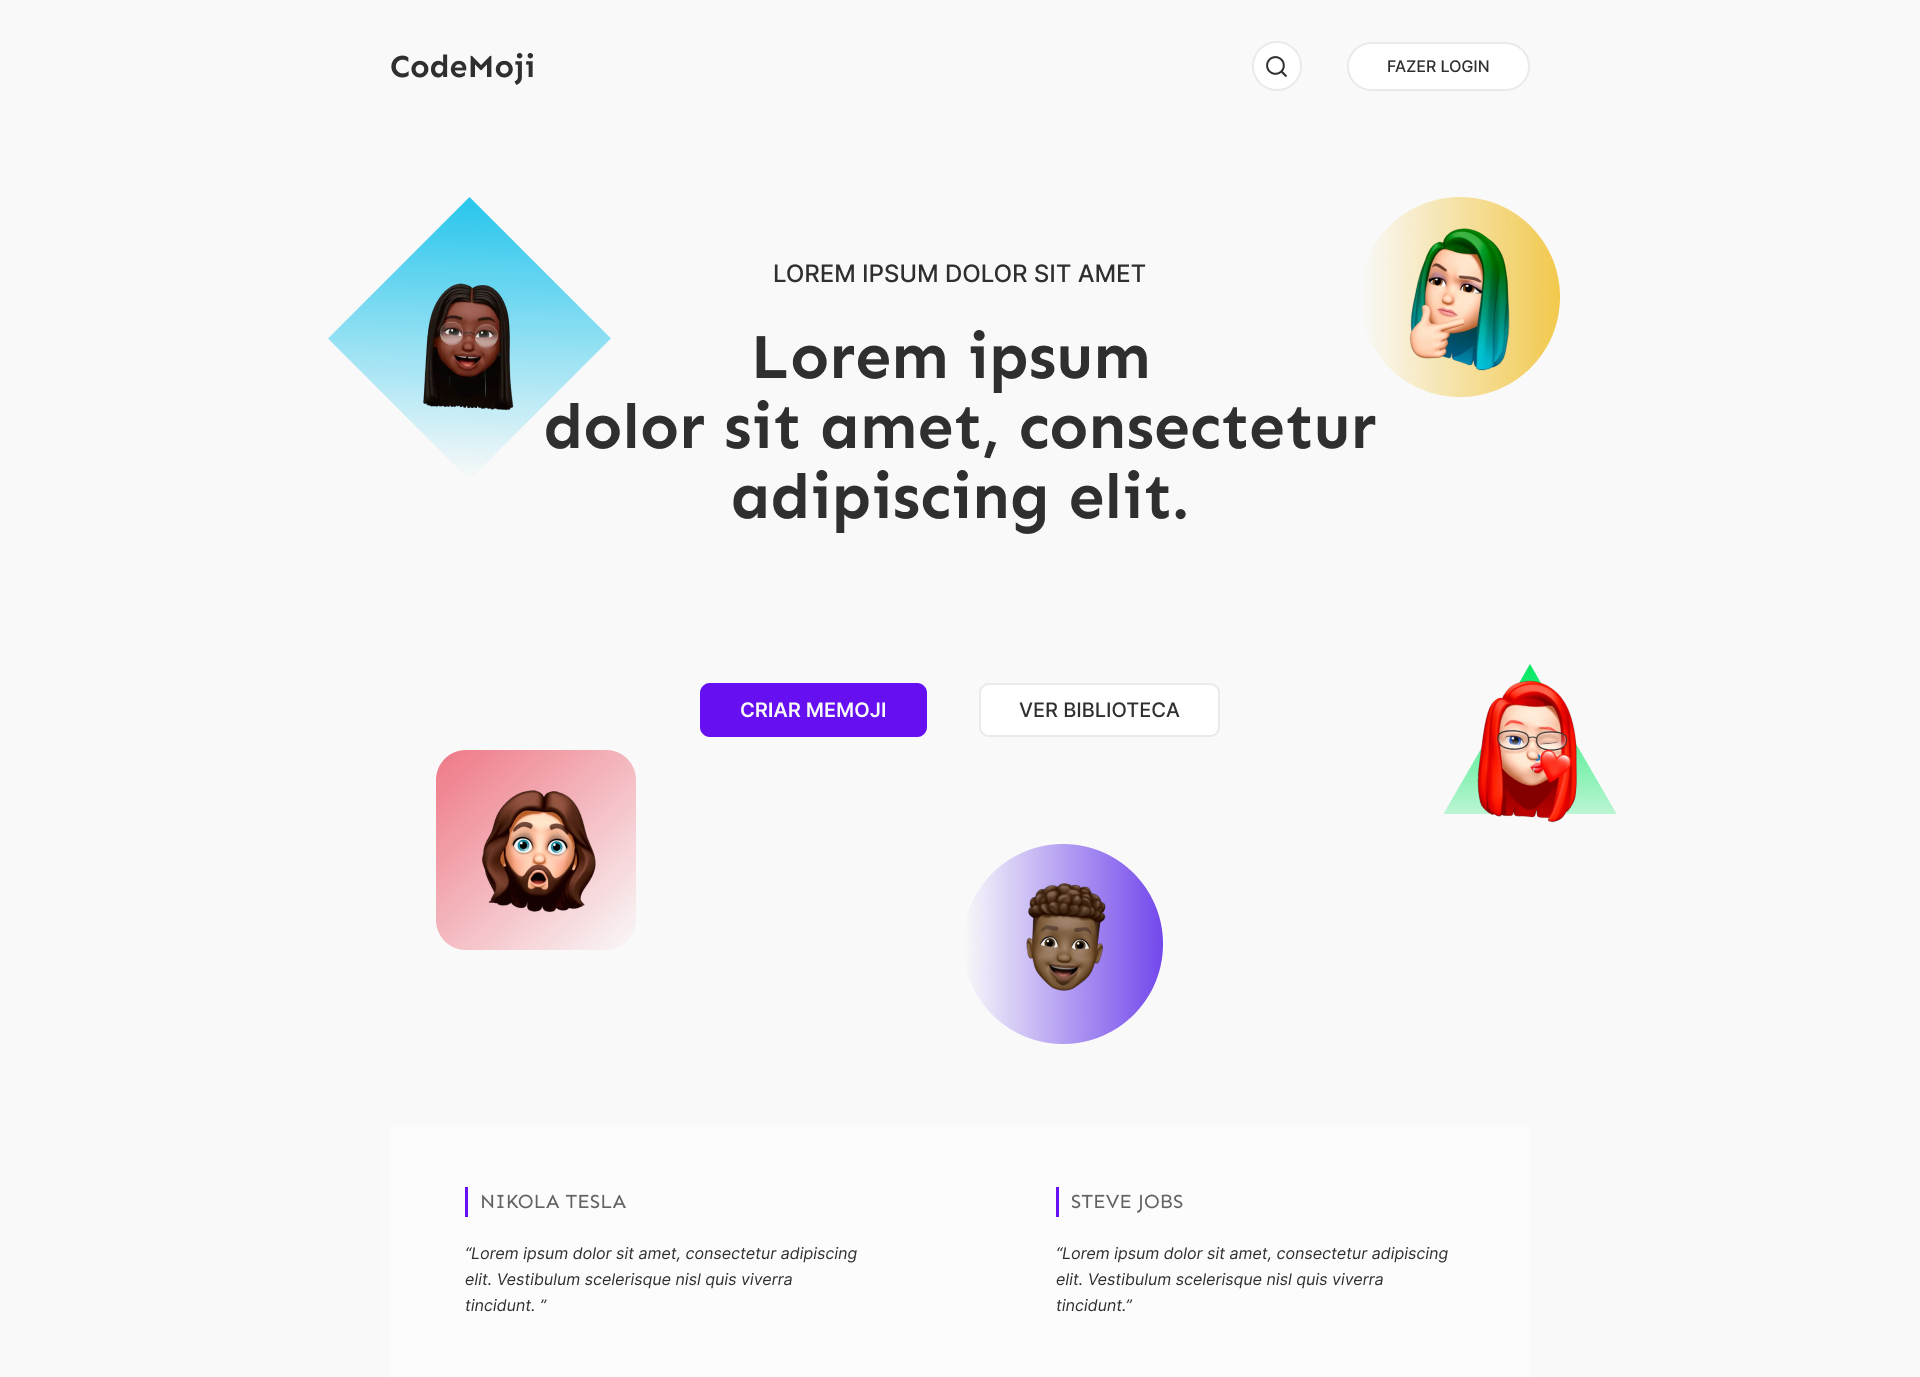 CodeMoji
FAZER LOGIN
LOREM IPSUM DOLOR SIT AMET
Lorem ipsum
dolor sit amet, consectetur
adipiscing elit.
CRIAR MEMOJI
VER BIBLIOTECA
NIKOLA TESLA
“Lorem ipsum dolor sit amet, consectetur adipiscing
elit. Vestibulum scelerisque nisl quis viverra
tincidunt. ”
STEVE JOBS
“Lorem ipsum dolor sit amet, consectetur adipiscing
elit. Vestibulum scelerisque nisl quis viverra
tincidunt.”